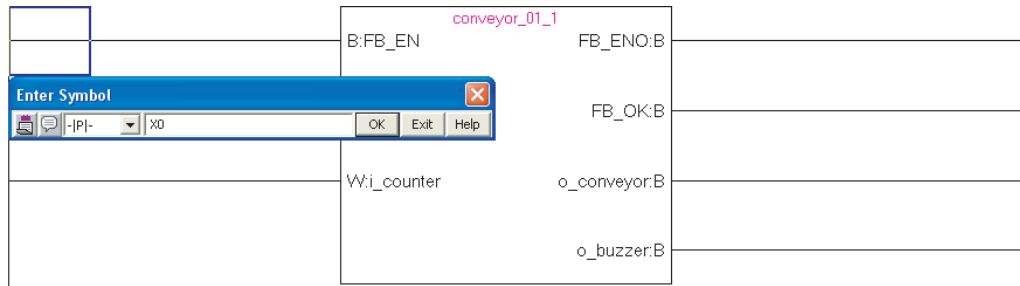 conveyor_01_1
B:FB_EN FB_ENO:B
Enter Symbol
-|P|- X0 OK Exit Help
FB_OK:B
W:i_counter o_conveyor:B
o_buzzer:B